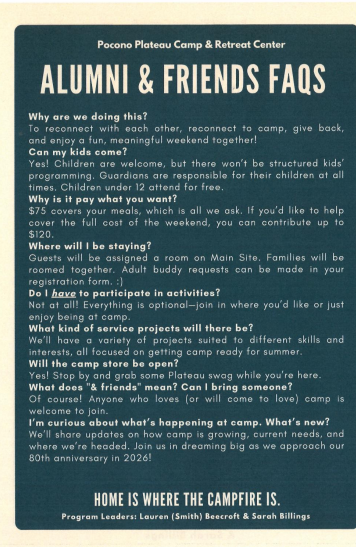 Pocono Plateau Camp & Retreat Center
ALUMNI & FRIENDS FAQS
Why are we doing this?
To reconnect with each other, reconnect to camp, give back,
and enjoy a fun, meaningful weekend together!
Can my kids come?
Yes! Children are welcome, but there won't be structured kids'
programming. Guardians are responsible for their children at all
times. Children under 12 attend for free.
Why is it pay what you want?
$75 covers your meals, which is all we ask. If you'd like to help
cover the full cost of the weekend, you can contribute up to
$120.
Where will I be staying?
Guests will be assigned a room on Main Site. Families will be
roomed together. Adult buddy requests can be made in your
registration form. :)
Do I have to participate in activities?
Not at all! Everything is optional—join in where you'd like or just
enjoy being at camp.
What kind of service projects will there be?
We'll have a variety of projects suited to different skills and
interests, all focused on getting camp ready for summer.
Will the camp store be open?
Yes! Stop by and grab some Plateau swag while you're here.
What does "& friends" mean? Can I bring someone?
Of course! Anyone who loves (or will come to love) camp is
welcome to join.
I'm curious about what's happening at camp. What's new?
We'll share updates on how camp is growing, current needs, and
where we're headed. Join us in dreaming big as we approach our
80th anniversary in 2026!
HOME IS WHERE THE CAMPFIRE IS.
Program Leaders: Lauren (Smith) Beecroft & Sarah Billings